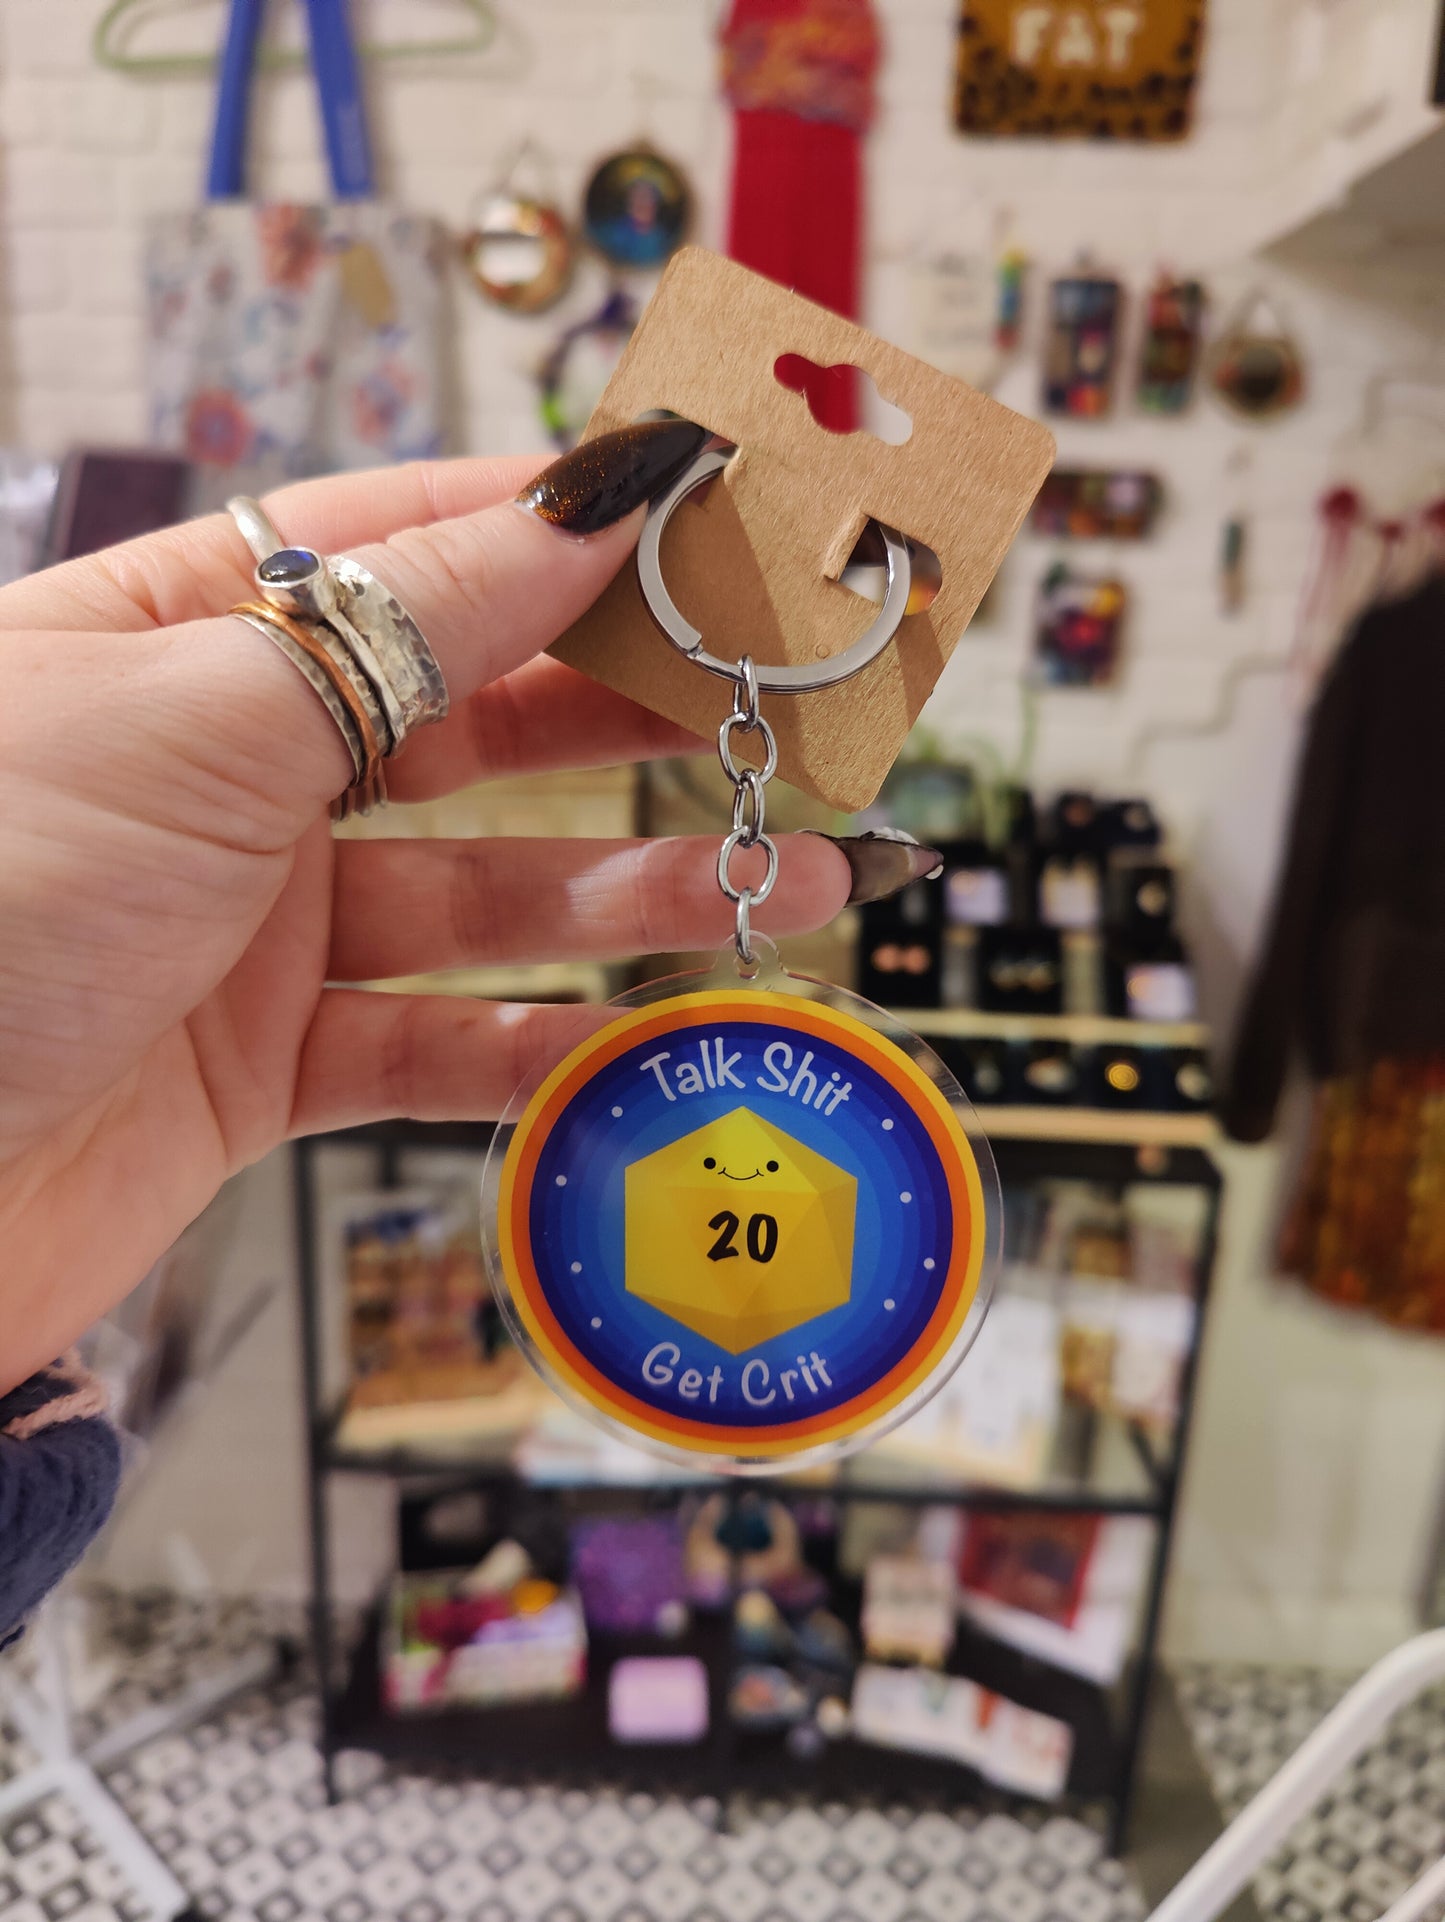 FAT
Talk Shit
20
Get Crit